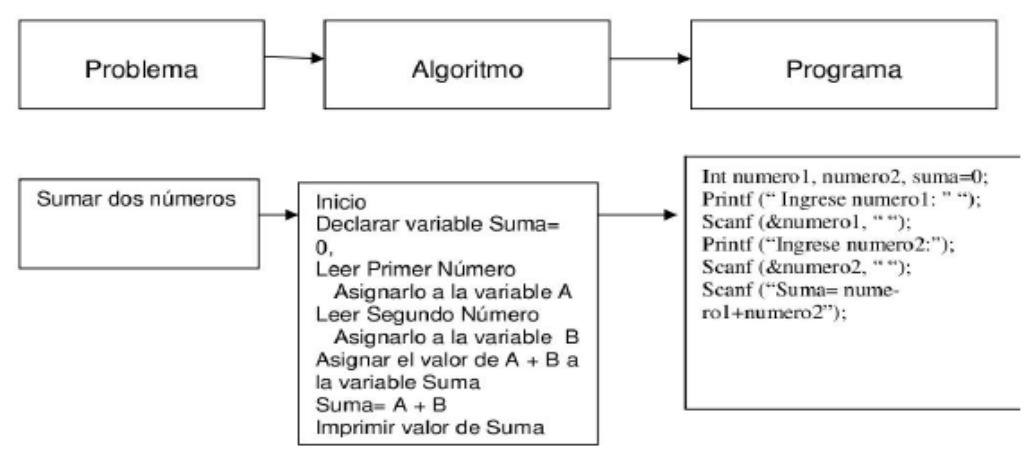 Problema
Algoritmo
Programa
Sumar dos números
Inicio
Declarar variable Suma=
0,
Leer Primer Número
Asignarlo a la variable A
Leer Segundo Número
Asignarlo a la variable B
Asignar el valor de A + B a
la variable Suma
Suma= A + B
Imprimir valor de Suma
Int numero1, numero2, suma=0;
Printf (“ Ingrese numero1: ” “);
Scanf (&numero1, “ “);
Printf (“Ingrese numero2:”);
Scanf (&numero2, “ “);
Scanf (“Suma= nume-
ro1+numero2”);